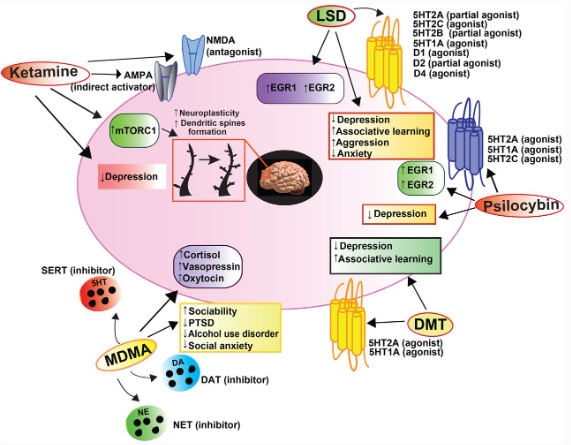 LSD
5HT2A (partial agonist)
5HT2C (agonist)
5HT2B (partial agonist)
5HT1A (agonist)
D1 (agonist)
D2 (partial agonist)
D4 (agonist)
NMDA
(antagonist)
Ketamine
AMPA
(indirect activator)
↑EGR1 ↑EGR2
↑mTORC1
↑ Neuroplasticity
↑ Dendritic spines
formation
↓Depression
↓Depression
↑Associative learning
↑Aggression
↓Anxiety
5HT2A (agonist)
5HT1A (agonist)
5HT2C (agonist)
↑EGR1
↑EGR2
Psilocybin
↓Depression
↓Depression
↑Associative learning
↑Cortisol
↑Vasopressin
↑Oxytocin
SERT (inhibitor)
5HT
↑Sociability
↓PTSD
↓Alcohol use disorder
↓Social anxiety
MDMA
DMT
5HT2A (agonist)
5HT1A (agonist)
DA
DAT (inhibitor)
NE
NET (inhibitor)